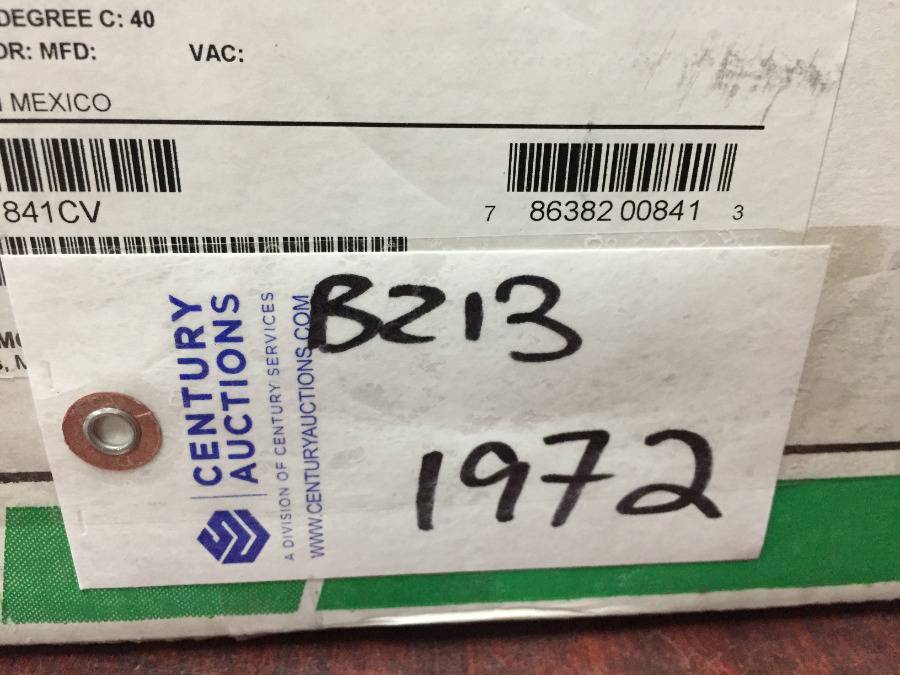 DEGREE C: 40
OR: MFD: VAC:
MEXICO
841CV
7 86382 00841 3
CENTURY
AUCTIONS
A DIVISION OF CENTURY SERVICES
WWW.CENTURYAUCTIONS.COM
B213
1972